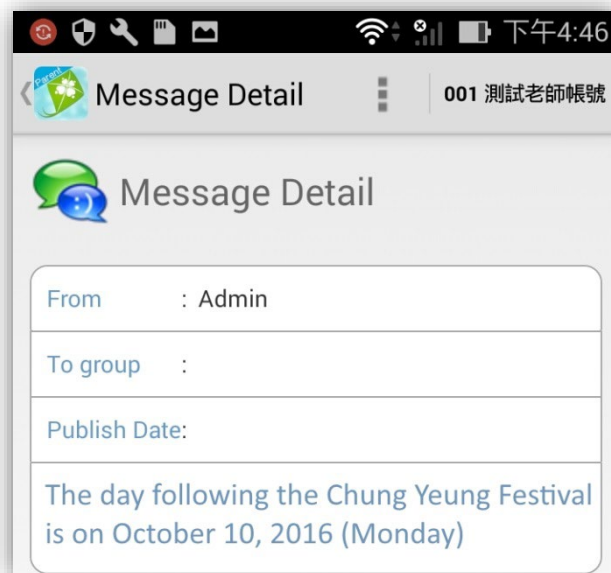 下午4:46
Parent
Message Detail
001 測試老師帳號
Message Detail
From : Admin
To group :
Publish Date:
The day following the Chung Yeung Festival
is on October 10, 2016 (Monday)